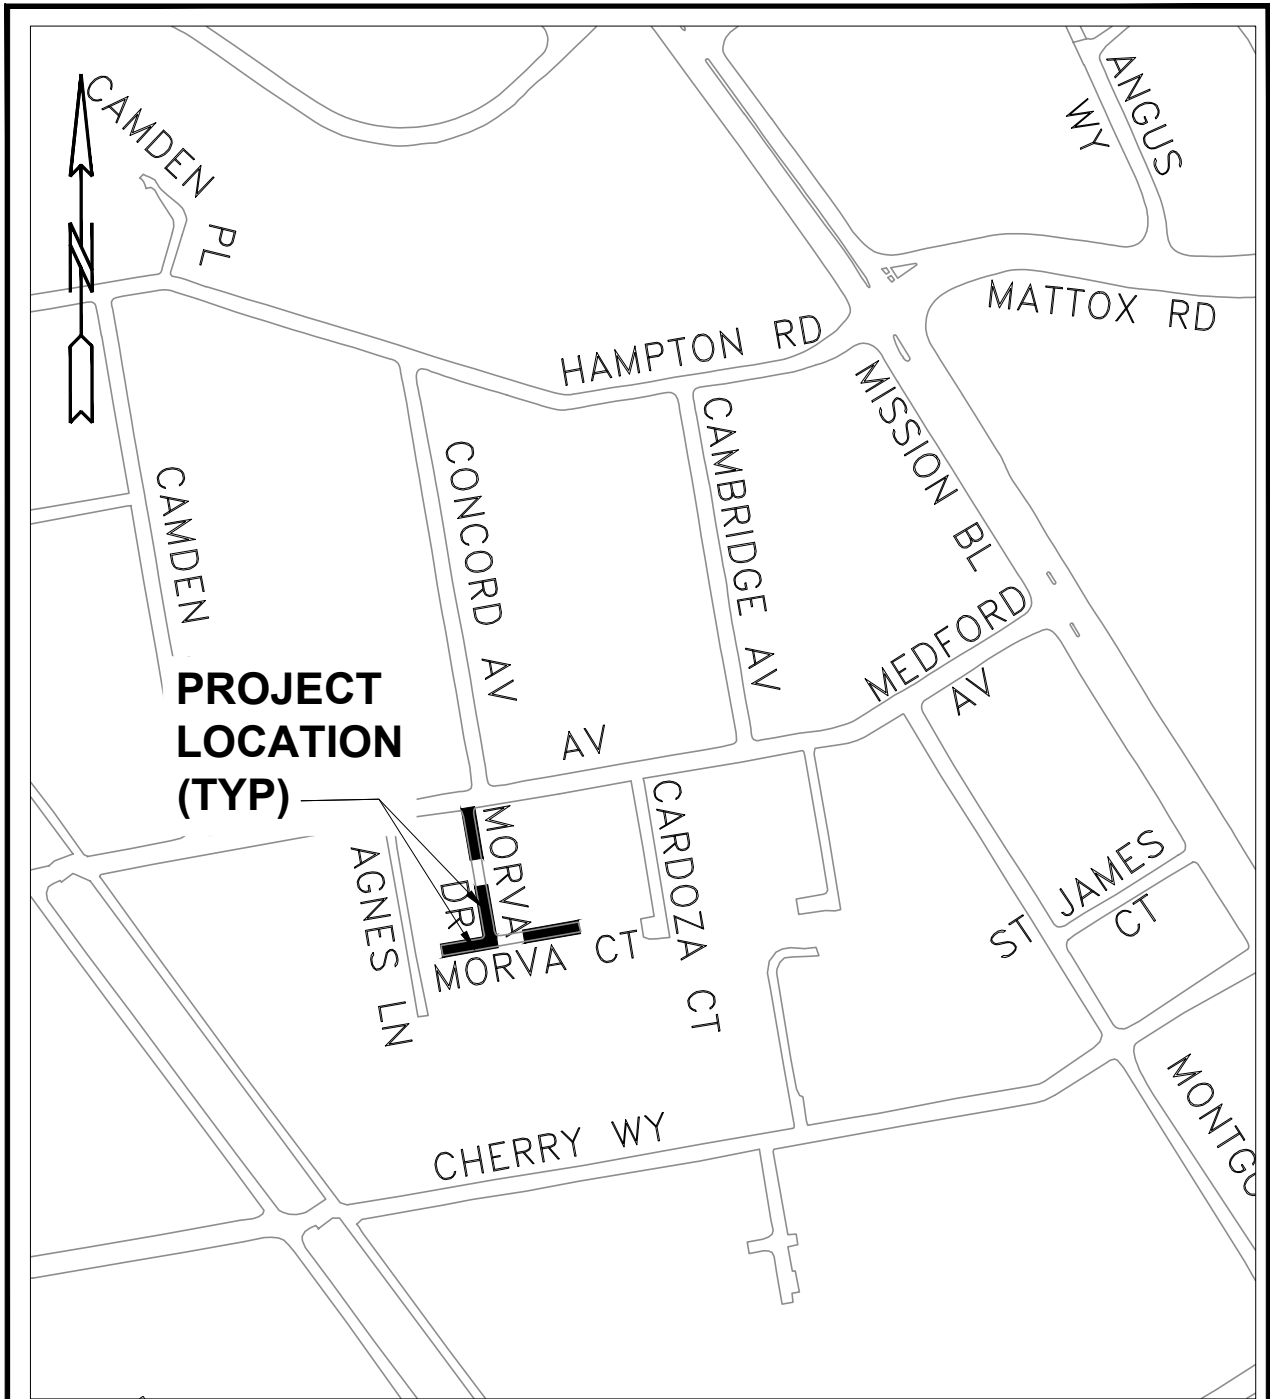 CAMDEN PL
ANGUS WY
N
MATTOX RD
HAMPTON RD
MISSION BL
CAMBRIDGE AV
CONCORD AV
CAMDEN
MEDFORD AV
PROJECT
LOCATION
(TYP)
AV
MORVA DR
CARDOZA CT
AGNES LN
MORVA CT
ST JAMES CT
MONTGO
CHERRY WY